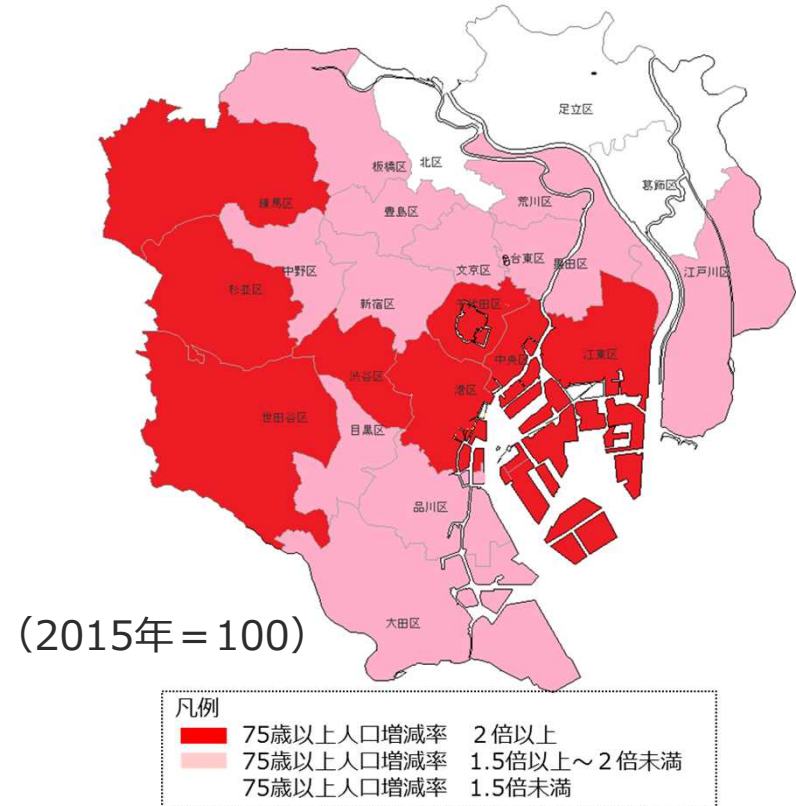 足立区
板橋区
北区
葛飾区
練馬区
荒川区
豊島区
文京区
台東区
墨田区
江戸川区
中野区
杉並区
新宿区
千代田区
中央区
江東区
渋谷区
港区
世田谷区
目黒区
品川区
大田区
（2015年＝100）
凡例
75歳以上人口増減率　２倍以上
75歳以上人口増減率　1.5倍以上～２倍未満
75歳以上人口増減率　1.5倍未満